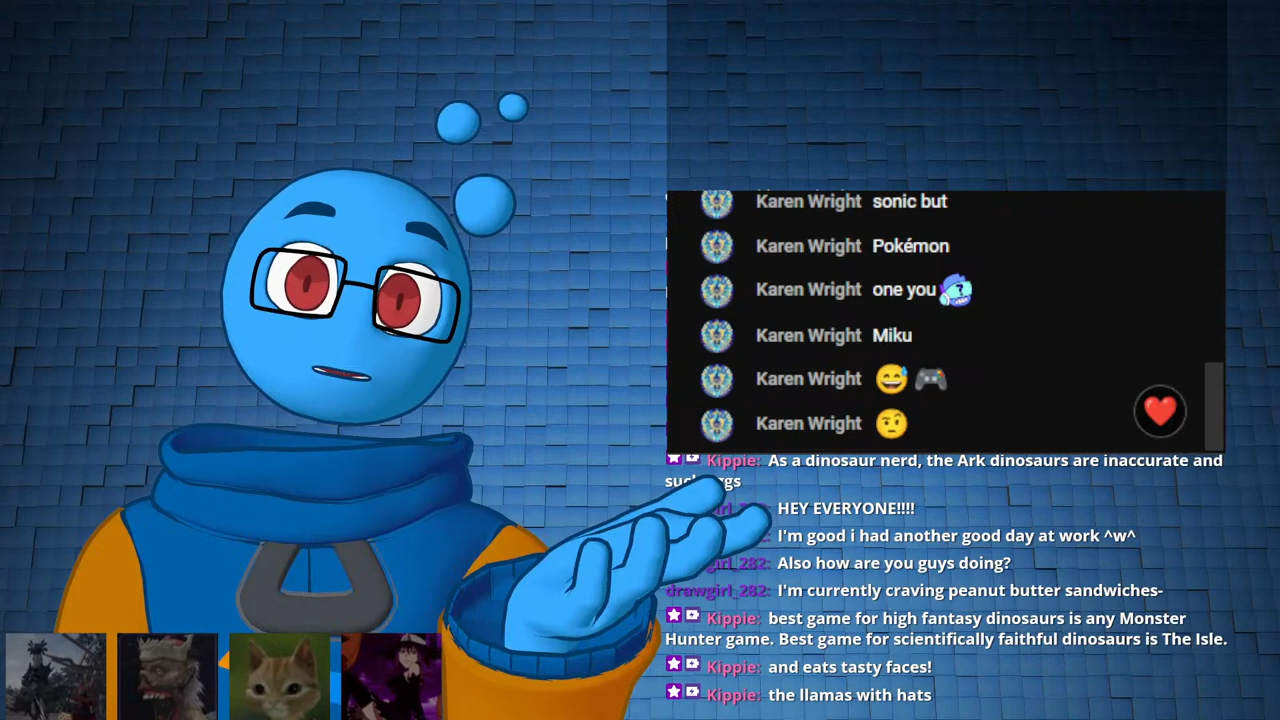 Karen Wright sonic but
Karen Wright Pokémon
Karen Wright one you
Karen Wright Miku
Karen Wright 😅 🎮
Karen Wright 🤨
Kippie: As a dinosaur nerd, the Ark dinosaurs are inaccurate and
HEY EVERYONE!!!!
I'm good i had another good day at work ^w^
girl_282: Also how are you guys doing?
drawgirl_282: I'm currently craving peanut butter sandwiches-
Kippie: best game for high fantasy dinosaurs is any Monster
Hunter game. Best game for scientifically faithful dinosaurs is The Isle.
Kippie: and eats tasty faces!
Kippie: the llamas with hats